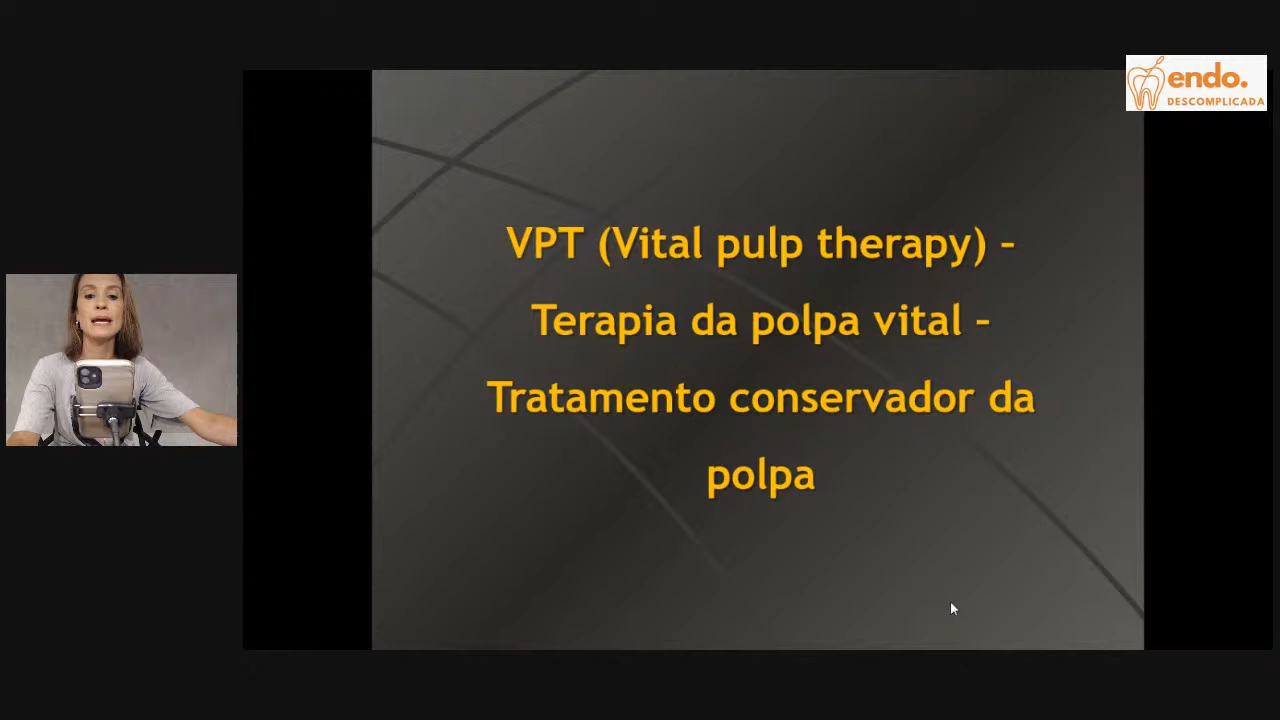 endo.
DESCOMPLICADA
VPT (Vital pulp therapy) –
Terapia da polpa vital –
Tratamento conservador da
polpa